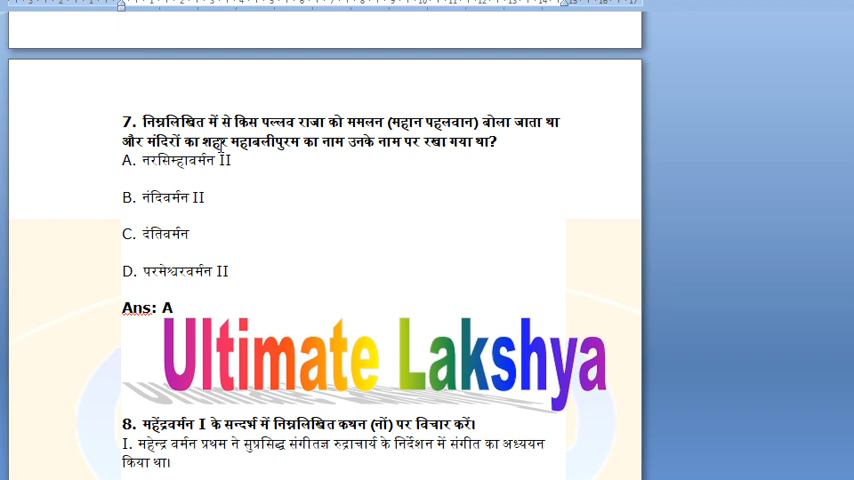 7. निम्नलिखित में से किस पल्लव राजा को ममलन (महान पहलवान) बोला जाता था
और मंदिरों का शहर महाबलीपुरम का नाम उनके नाम पर रखा गया था?
A. नरसिम्हावर्मन II
B. नंदिवर्मन II
C. दंतिवर्मन
D. परमेश्वरवर्मन II
Ans: A
Ultimate Lakshya
8. महेंद्रवर्मन I के सन्दर्भ में निम्नलिखित कथन (नों) पर विचार करें।
I. महेन्द्र वर्मन प्रथम ने सुप्रसिद्ध संगीतज्ञ रुद्राचार्य के निर्देशन में संगीत का अध्ययन
किया था।